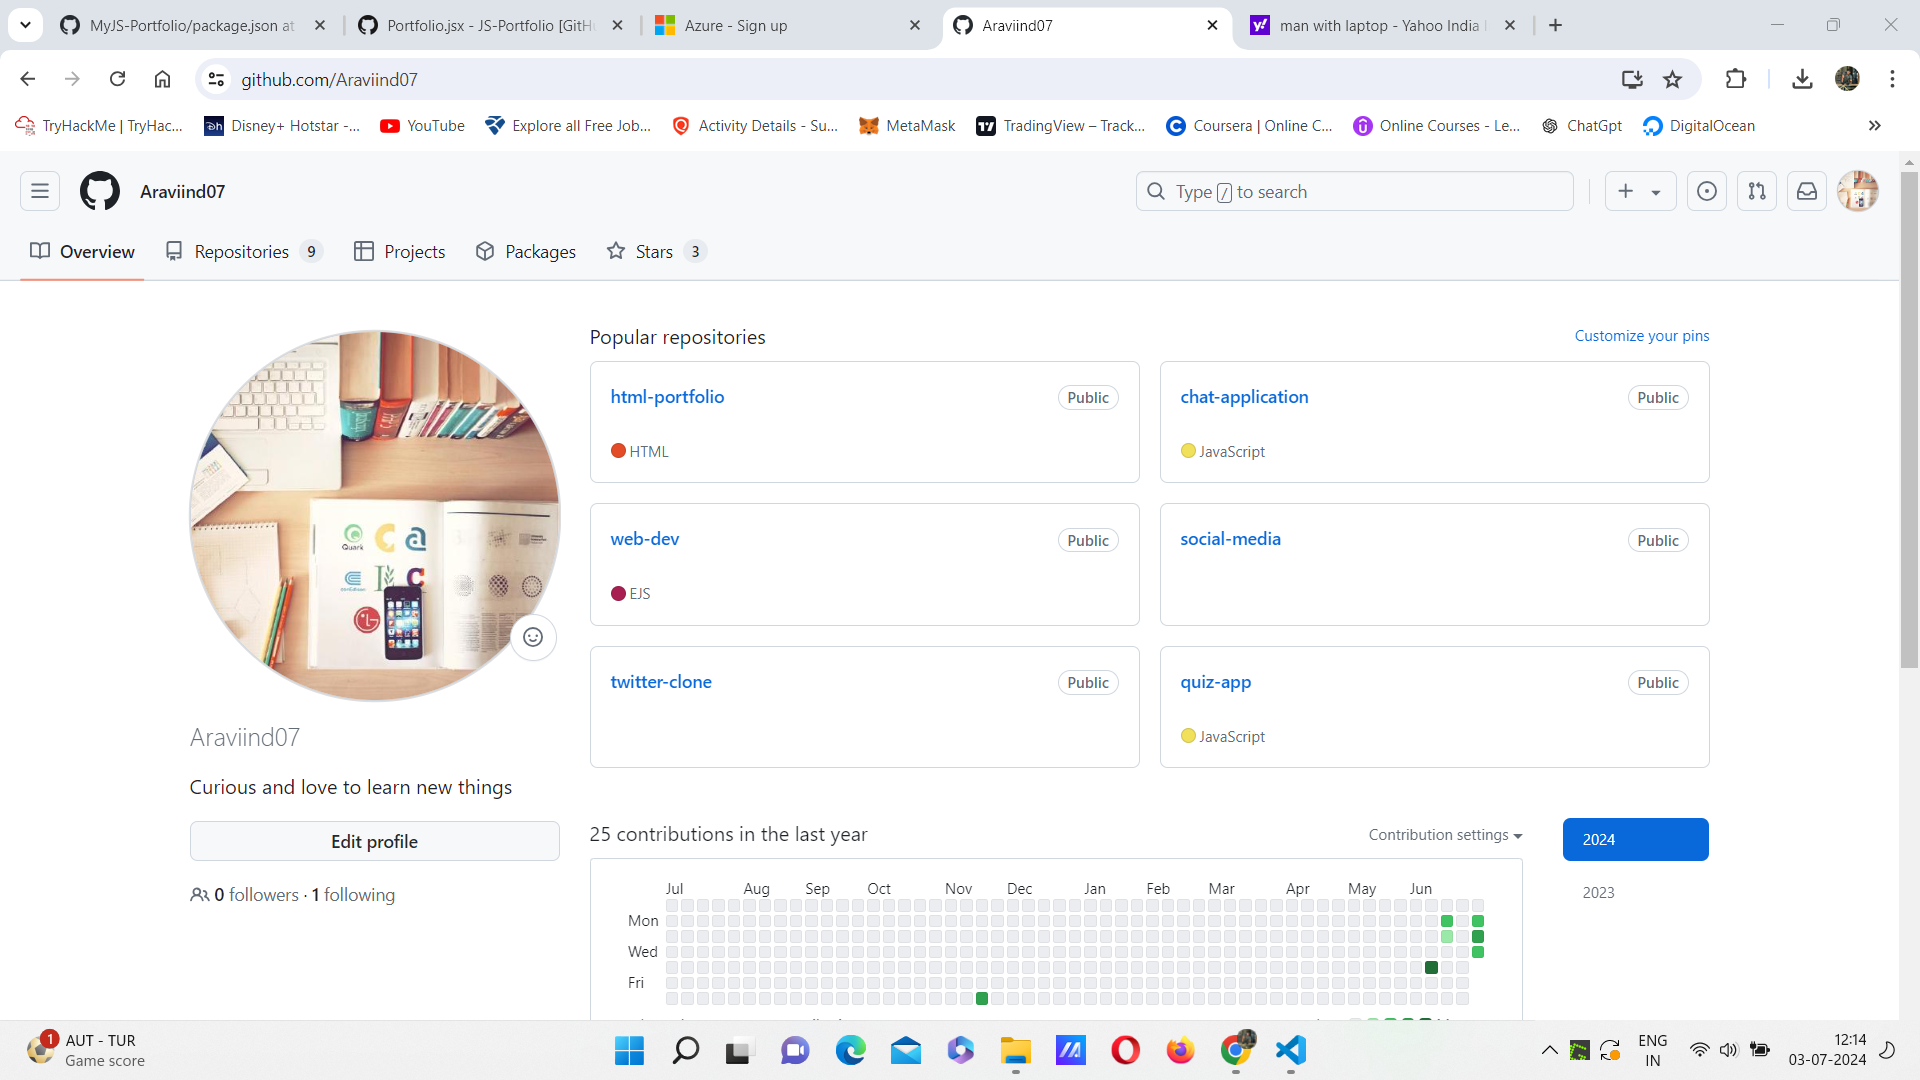 MyJS-Portfolio/package.json at
Portfolio.jsx - JS-Portfolio [GitHu
Azure - Sign up
Araviind07
man with laptop - Yahoo India
github.com/Araviind07
TryHackMe | TryHac...
Disney+ Hotstar -...
YouTube
Explore all Free Job...
Activity Details - Su...
MetaMask
TradingView – Track...
Coursera | Online C...
Online Courses - Le...
ChatGpt
DigitalOcean
Araviind07
Type / to search
Overview
Repositories 9
Projects
Packages
Stars 3
Popular repositories
Customize your pins
html-portfolio
Public
HTML
chat-application
Public
JavaScript
web-dev
Public
EJS
social-media
Public
twitter-clone
Public
quiz-app
Public
JavaScript
Quark
LG
Araviind07
Curious and love to learn new things
Edit profile
0 followers · 1 following
25 contributions in the last year
Contribution settings
2024
2023
Jul Aug Sep Oct Nov Dec Jan Feb Mar Apr May Jun
Mon
Wed
Fri
1
AUT - TUR
Game score
ENG
IN
12:14
03-07-2024